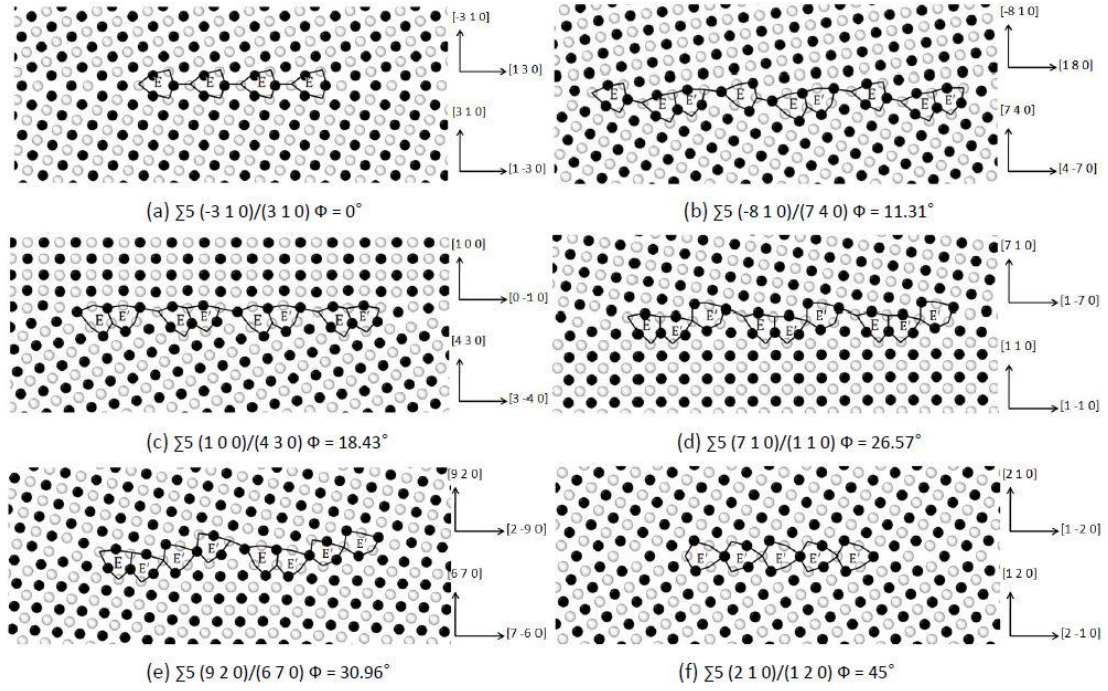 [-3 1 0]
E E E E
[1 3 0]
[3 1 0]
[1 -3 0]
(a) ∑5 (-3 1 0)/(3 1 0) Φ = 0°
[-8 1 0]
[1 8 0]
E E E' E E E' E E E'
[7 4 0]
[4 -7 0]
(b) ∑5 (-8 1 0)/(7 4 0) Φ = 11.31°
[1 0 0]
[0 -1 0]
E E' E E' E E' E E'
[4 3 0]
[3 -4 0]
(c) ∑5 (1 0 0)/(4 3 0) Φ = 18.43°
[7 1 0]
[1 -7 0]
E E' E' E E' E' E E' E'
[1 1 0]
[1 -1 0]
(d) ∑5 (7 1 0)/(1 1 0) Φ = 26.57°
[9 2 0]
[2 -9 0]
E E' E' E' E E' E' E'
[6 7 0]
[7 -6 0]
(e) ∑5 (9 2 0)/(6 7 0) Φ = 30.96°
[2 1 0]
[1 -2 0]
E' E' E' E' E'
[1 2 0]
[2 -1 0]
(f) ∑5 (2 1 0)/(1 2 0) Φ = 45°